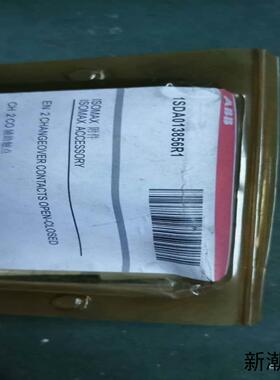 ABB
1SDA013856R1
ISOMAX 附件
ISOMAX ACCESSORY
EN 2 CHANGEOVER CONTACTS OPEN-CLOSED
CH 2 CO 辅助触点
新潮